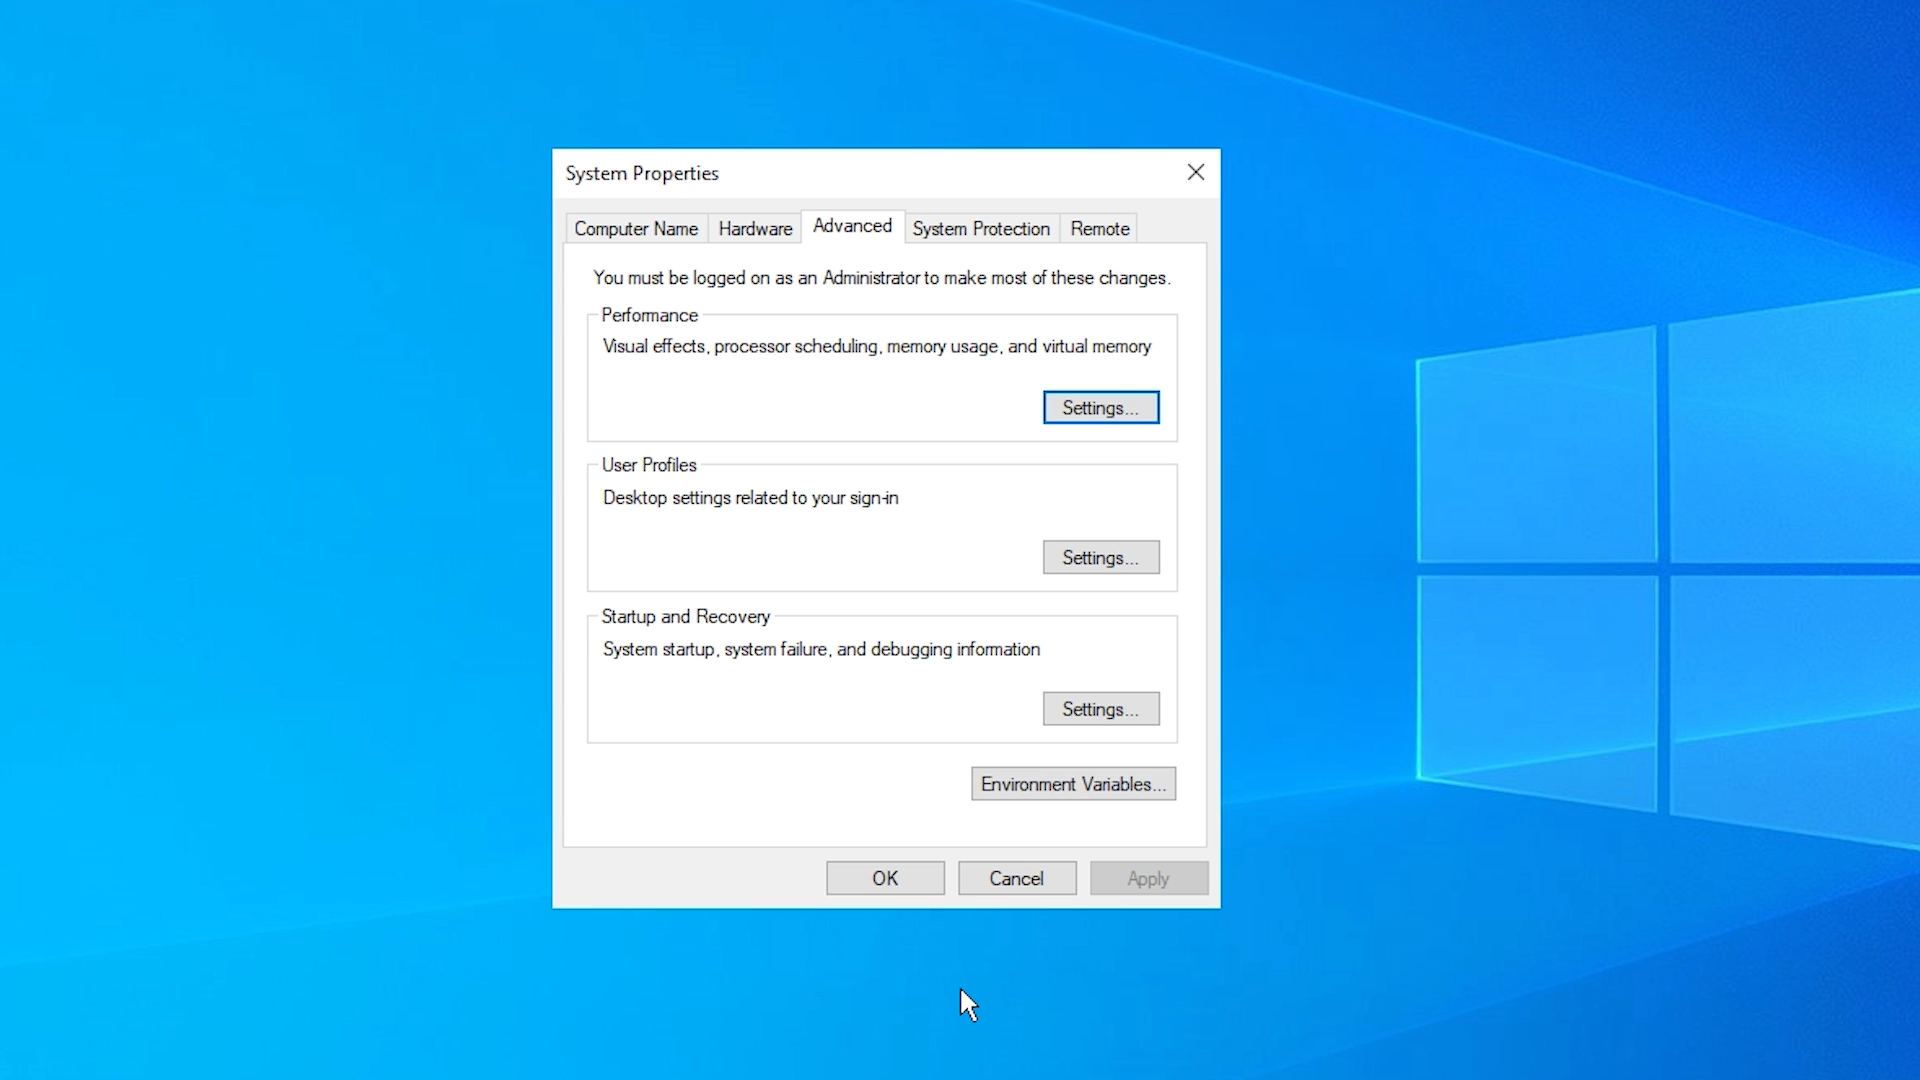 System Properties
Computer Name Hardware Advanced System Protection Remote
You must be logged on as an Administrator to make most of these changes.
Performance
Visual effects, processor scheduling, memory usage, and virtual memory
Settings...
User Profiles
Desktop settings related to your sign-in
Settings...
Startup and Recovery
System startup, system failure, and debugging information
Settings...
Environment Variables...
OK Cancel Apply